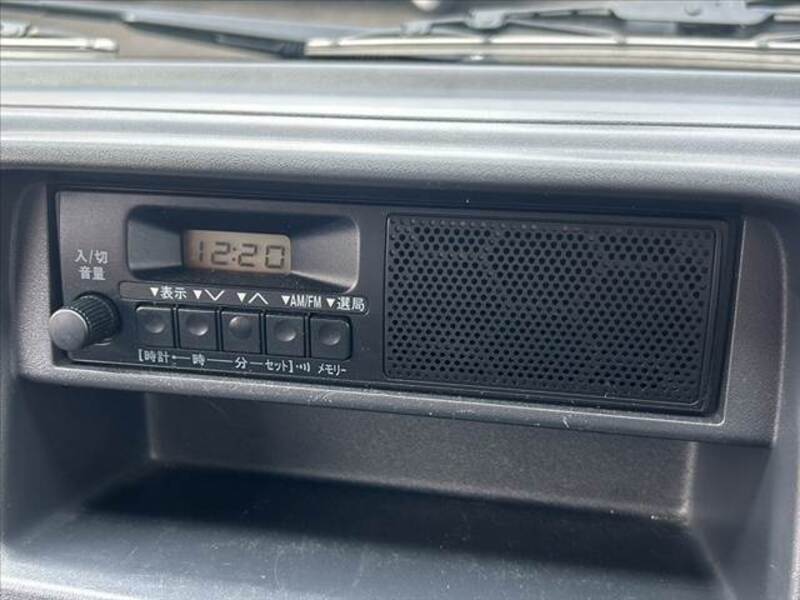 入/切
音量
12:20
▼表示 ▼∨ ▼∧ ▼AM/FM ▼選局
[時計←時―分―セット]·))) メモリー